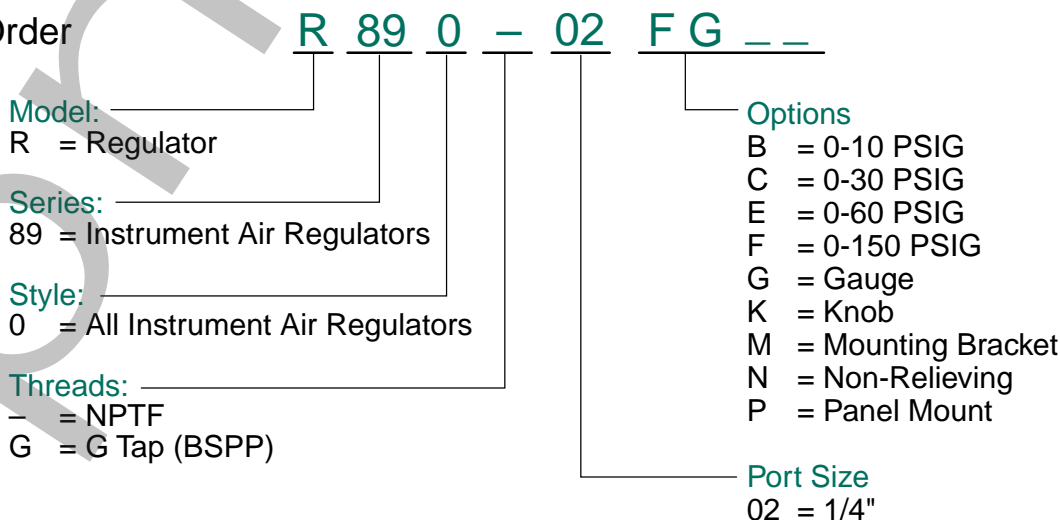 Order R 89 0 – 02 F G _ _
Model:
R = Regulator
Series:
89 = Instrument Air Regulators
Style:
0 = All Instrument Air Regulators
Threads:
– = NPTF
G = G Tap (BSPP)
Options
B = 0-10 PSIG
C = 0-30 PSIG
E = 0-60 PSIG
F = 0-150 PSIG
G = Gauge
K = Knob
M = Mounting Bracket
N = Non-Relieving
P = Panel Mount
Port Size
02 = 1/4"